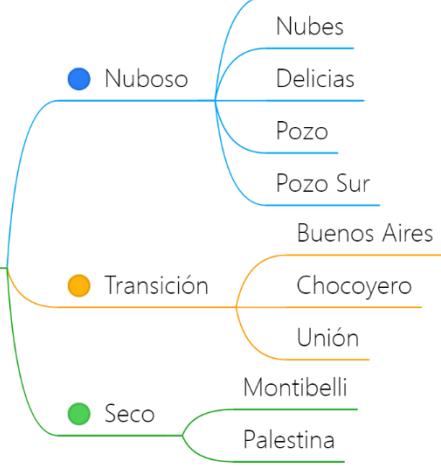 Nuboso
Nubes
Delicias
Pozo
Pozo Sur
Transición
Buenos Aires
Chocoyero
Unión
Seco
Montibelli
Palestina